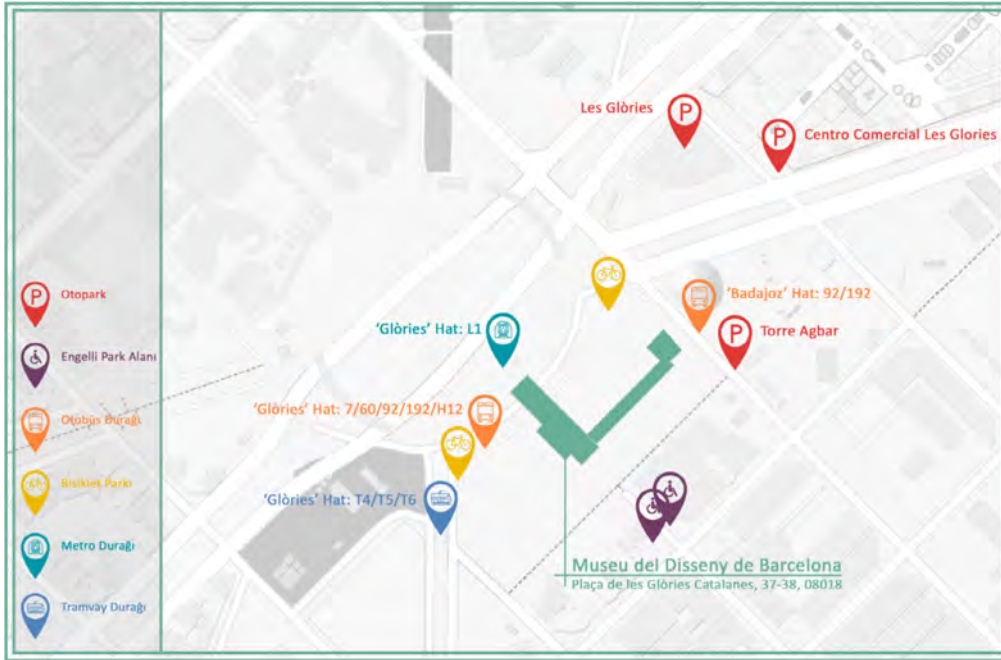 Les Glòries
P
P
Centro Comercial Les Glories
P
Otopark
'Badajoz' Hat: 92/192
'Glòries' Hat: L1
P
Torre Agbar
Engelli Park Alanı
'Glòries' Hat: 7/60/92/192/H12
Otobüs Durağı
Bisiklet Parkı
'Glòries' Hat: T4/T5/T6
Metro Durağı
Museu del Disseny de Barcelona
Plaça de les Glòries Catalanes, 37-38, 08018
Tramvay Durağı